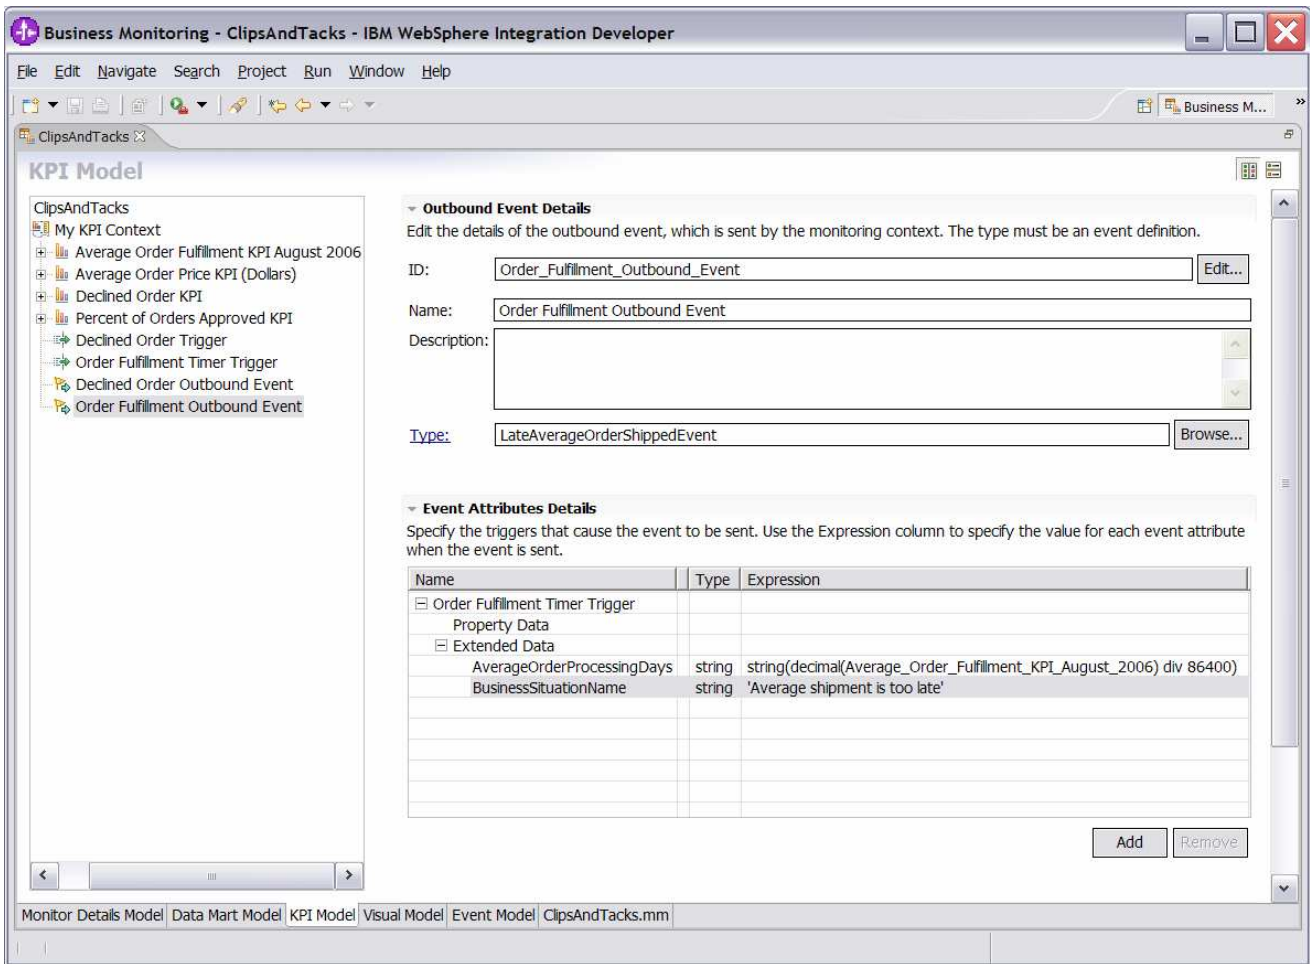 Business Monitoring - ClipsAndTacks - IBM WebSphere Integration Developer
File Edit Navigate Search Project Run Window Help
Business M... »
ClipsAndTacks
KPI Model
ClipsAndTacks
My KPI Context
Average Order Fulfillment KPI August 2006
Average Order Price KPI (Dollars)
Declined Order KPI
Percent of Orders Approved KPI
Declined Order Trigger
Order Fulfillment Timer Trigger
Declined Order Outbound Event
Order Fulfillment Outbound Event
Outbound Event Details
Edit the details of the outbound event, which is sent by the monitoring context. The type must be an event definition.
ID: Order_Fulfillment_Outbound_Event Edit...
Name: Order Fulfillment Outbound Event
Description:
Type: LateAverageOrderShippedEvent Browse...
Event Attributes Details
Specify the triggers that cause the event to be sent. Use the Expression column to specify the value for each event attribute
when the event is sent.
Name Type Expression
Order Fulfillment Timer Trigger
Property Data
Extended Data
AverageOrderProcessingDays string string(decimal(Average_Order_Fulfillment_KPI_August_2006) div 86400)
BusinessSituationName string 'Average shipment is too late'
Add Remove
Monitor Details Model Data Mart Model KPI Model Visual Model Event Model ClipsAndTacks.mm